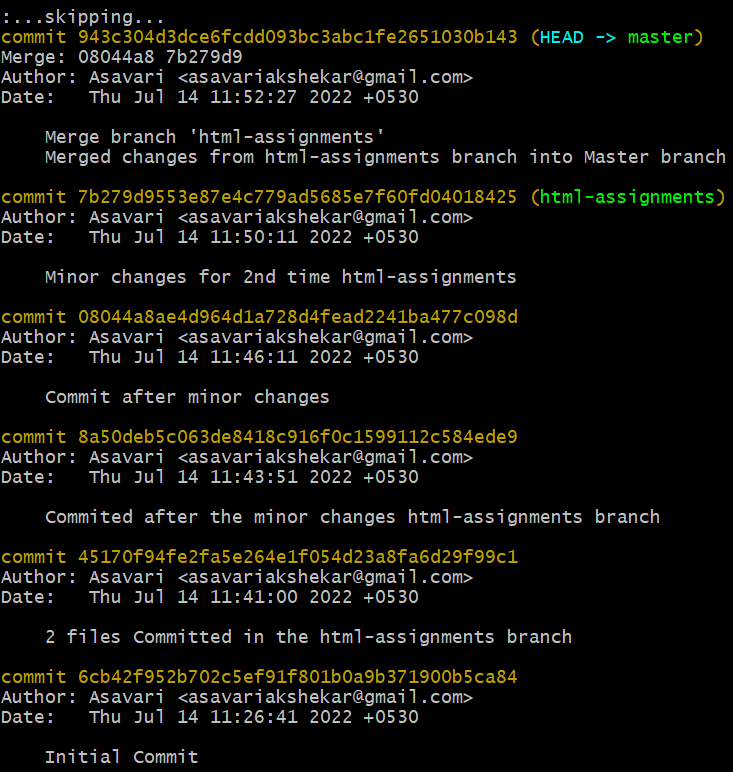 :...skipping...
commit 943c304d3dce6fcdd093bc3abc1fe2651030b143 (HEAD -> master)
Merge: 08044a8 7b279d9
Author: Asavari <asavariakshekar@gmail.com>
Date:   Thu Jul 14 11:52:27 2022 +0530

    Merge branch 'html-assignments'
    Merged changes from html-assignments branch into Master branch

commit 7b279d9553e87e4c779ad5685e7f60fd04018425 (html-assignments)
Author: Asavari <asavariakshekar@gmail.com>
Date:   Thu Jul 14 11:50:11 2022 +0530

    Minor changes for 2nd time html-assignments

commit 08044a8ae4d964d1a728d4fead2241ba477c098d
Author: Asavari <asavariakshekar@gmail.com>
Date:   Thu Jul 14 11:46:11 2022 +0530

    Commit after minor changes

commit 8a50deb5c063de8418c916f0c1599112c584ede9
Author: Asavari <asavariakshekar@gmail.com>
Date:   Thu Jul 14 11:43:51 2022 +0530

    Commited after the minor changes html-assignments branch

commit 45170f94fe2fa5e264e1f054d23a8fa6d29f99c1
Author: Asavari <asavariakshekar@gmail.com>
Date:   Thu Jul 14 11:41:00 2022 +0530

    2 files Committed in the html-assignments branch

commit 6cb42f952b702c5ef91f801b0a9b371900b5ca84
Author: Asavari <asavariakshekar@gmail.com>
Date:   Thu Jul 14 11:26:41 2022 +0530

    Initial Commit